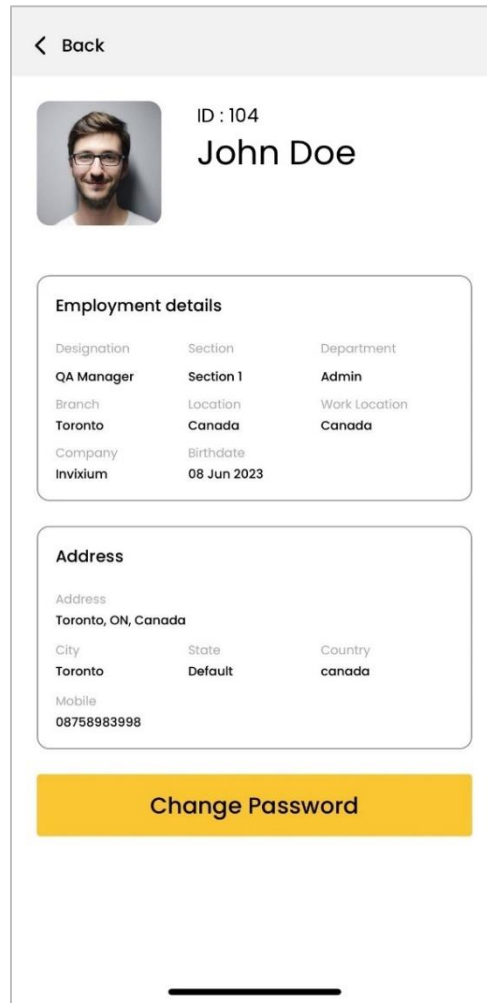 Back
ID : 104
John Doe
Employment details
Designation Section Department
QA Manager Section 1 Admin
Branch Location Work Location
Toronto Canada Canada
Company Birthdate
Invixium 08 Jun 2023
Address
Address
Toronto, ON, Canada
City State Country
Toronto Default canada
Mobile
08758983998
Change Password